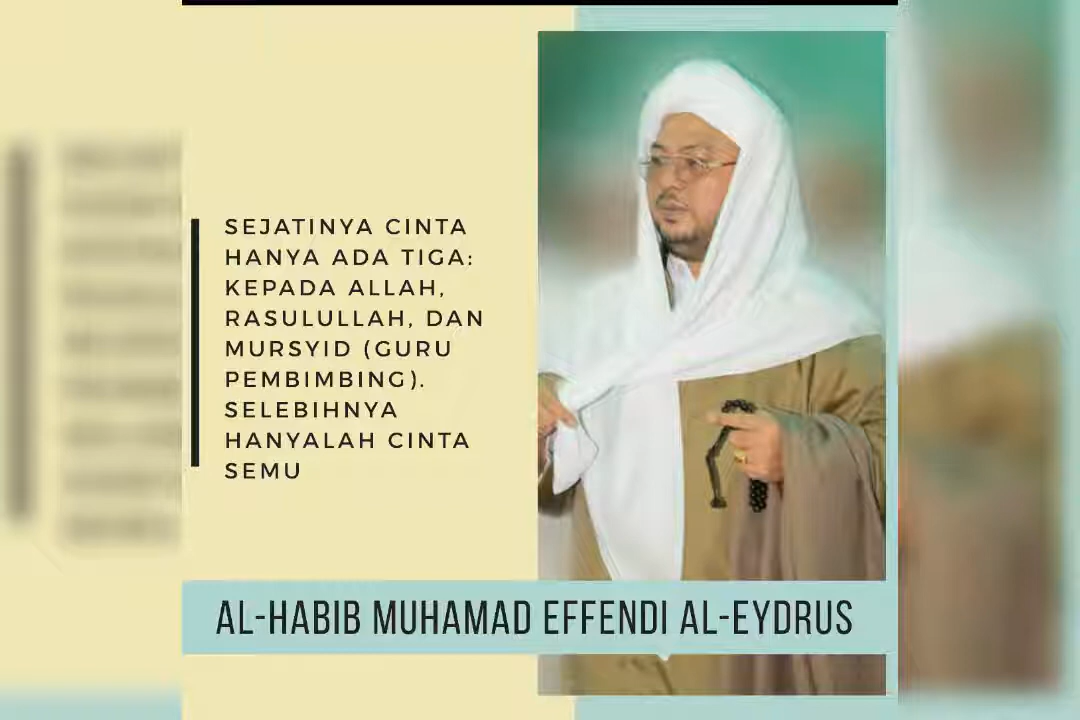 SEJATINYA CINTA
HANYA ADA TIGA:
KEPADA ALLAH,
RASULULLAH, DAN
MURSYID (GURU
PEMBIMBING).
SELEBIHNYA
HANYALAH CINTA
SEMU
AL-HABIB MUHAMAD EFFENDI AL-EYDRUS